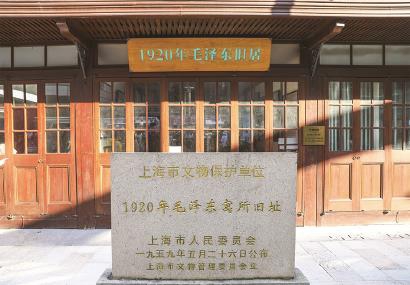 1920年毛泽东旧居
上海市文物保护单位
1920年毛泽东寓所旧址
上海市人民委员会
一九五九年五月二十六日公布
上海市文物管理委员会立